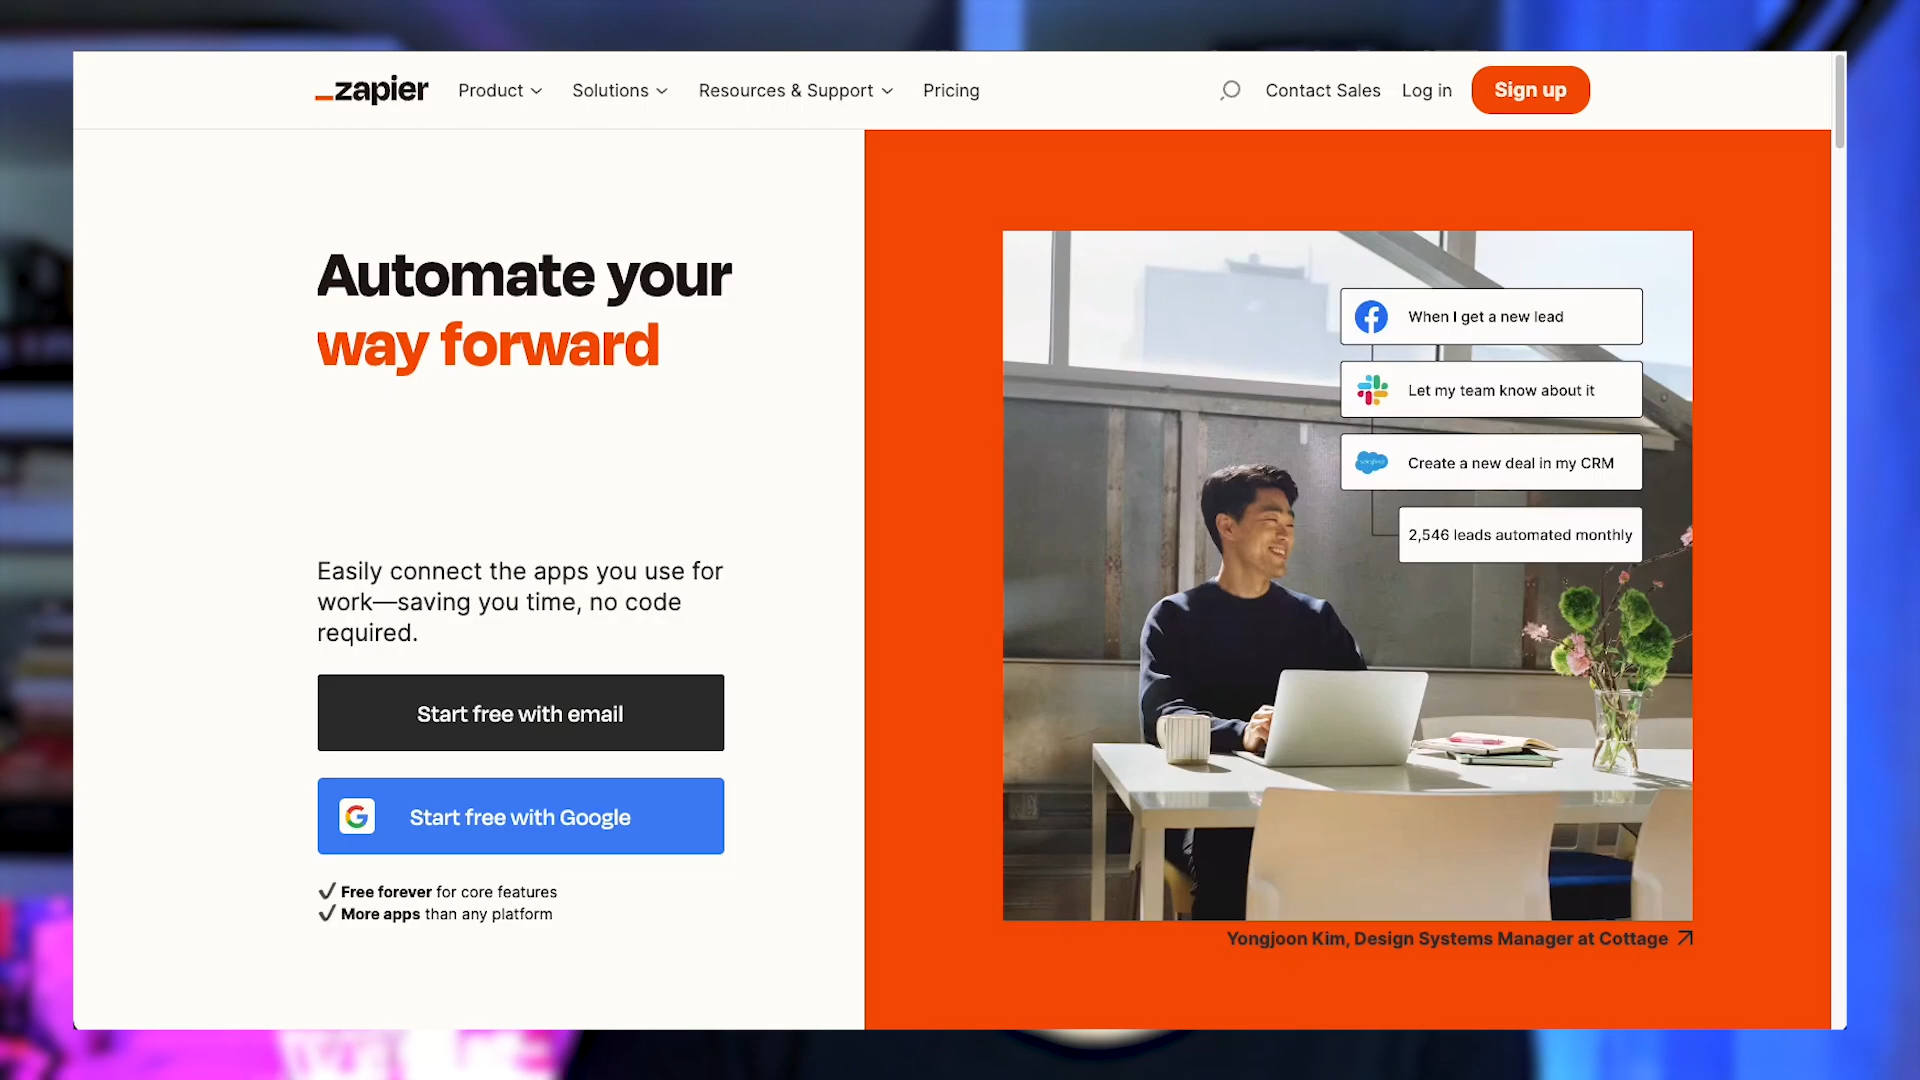 zapier
Product
Solutions
Resources & Support
Pricing
Contact Sales
Log in
Sign up
Automate your
way forward
Easily connect the apps you use for
work—saving you time, no code
required.
Start free with email
Start free with Google
Free forever for core features
More apps than any platform
When I get a new lead
Let my team know about it
Create a new deal in my CRM
2,546 leads automated monthly
Yongjoon Kim, Design Systems Manager at Cottage